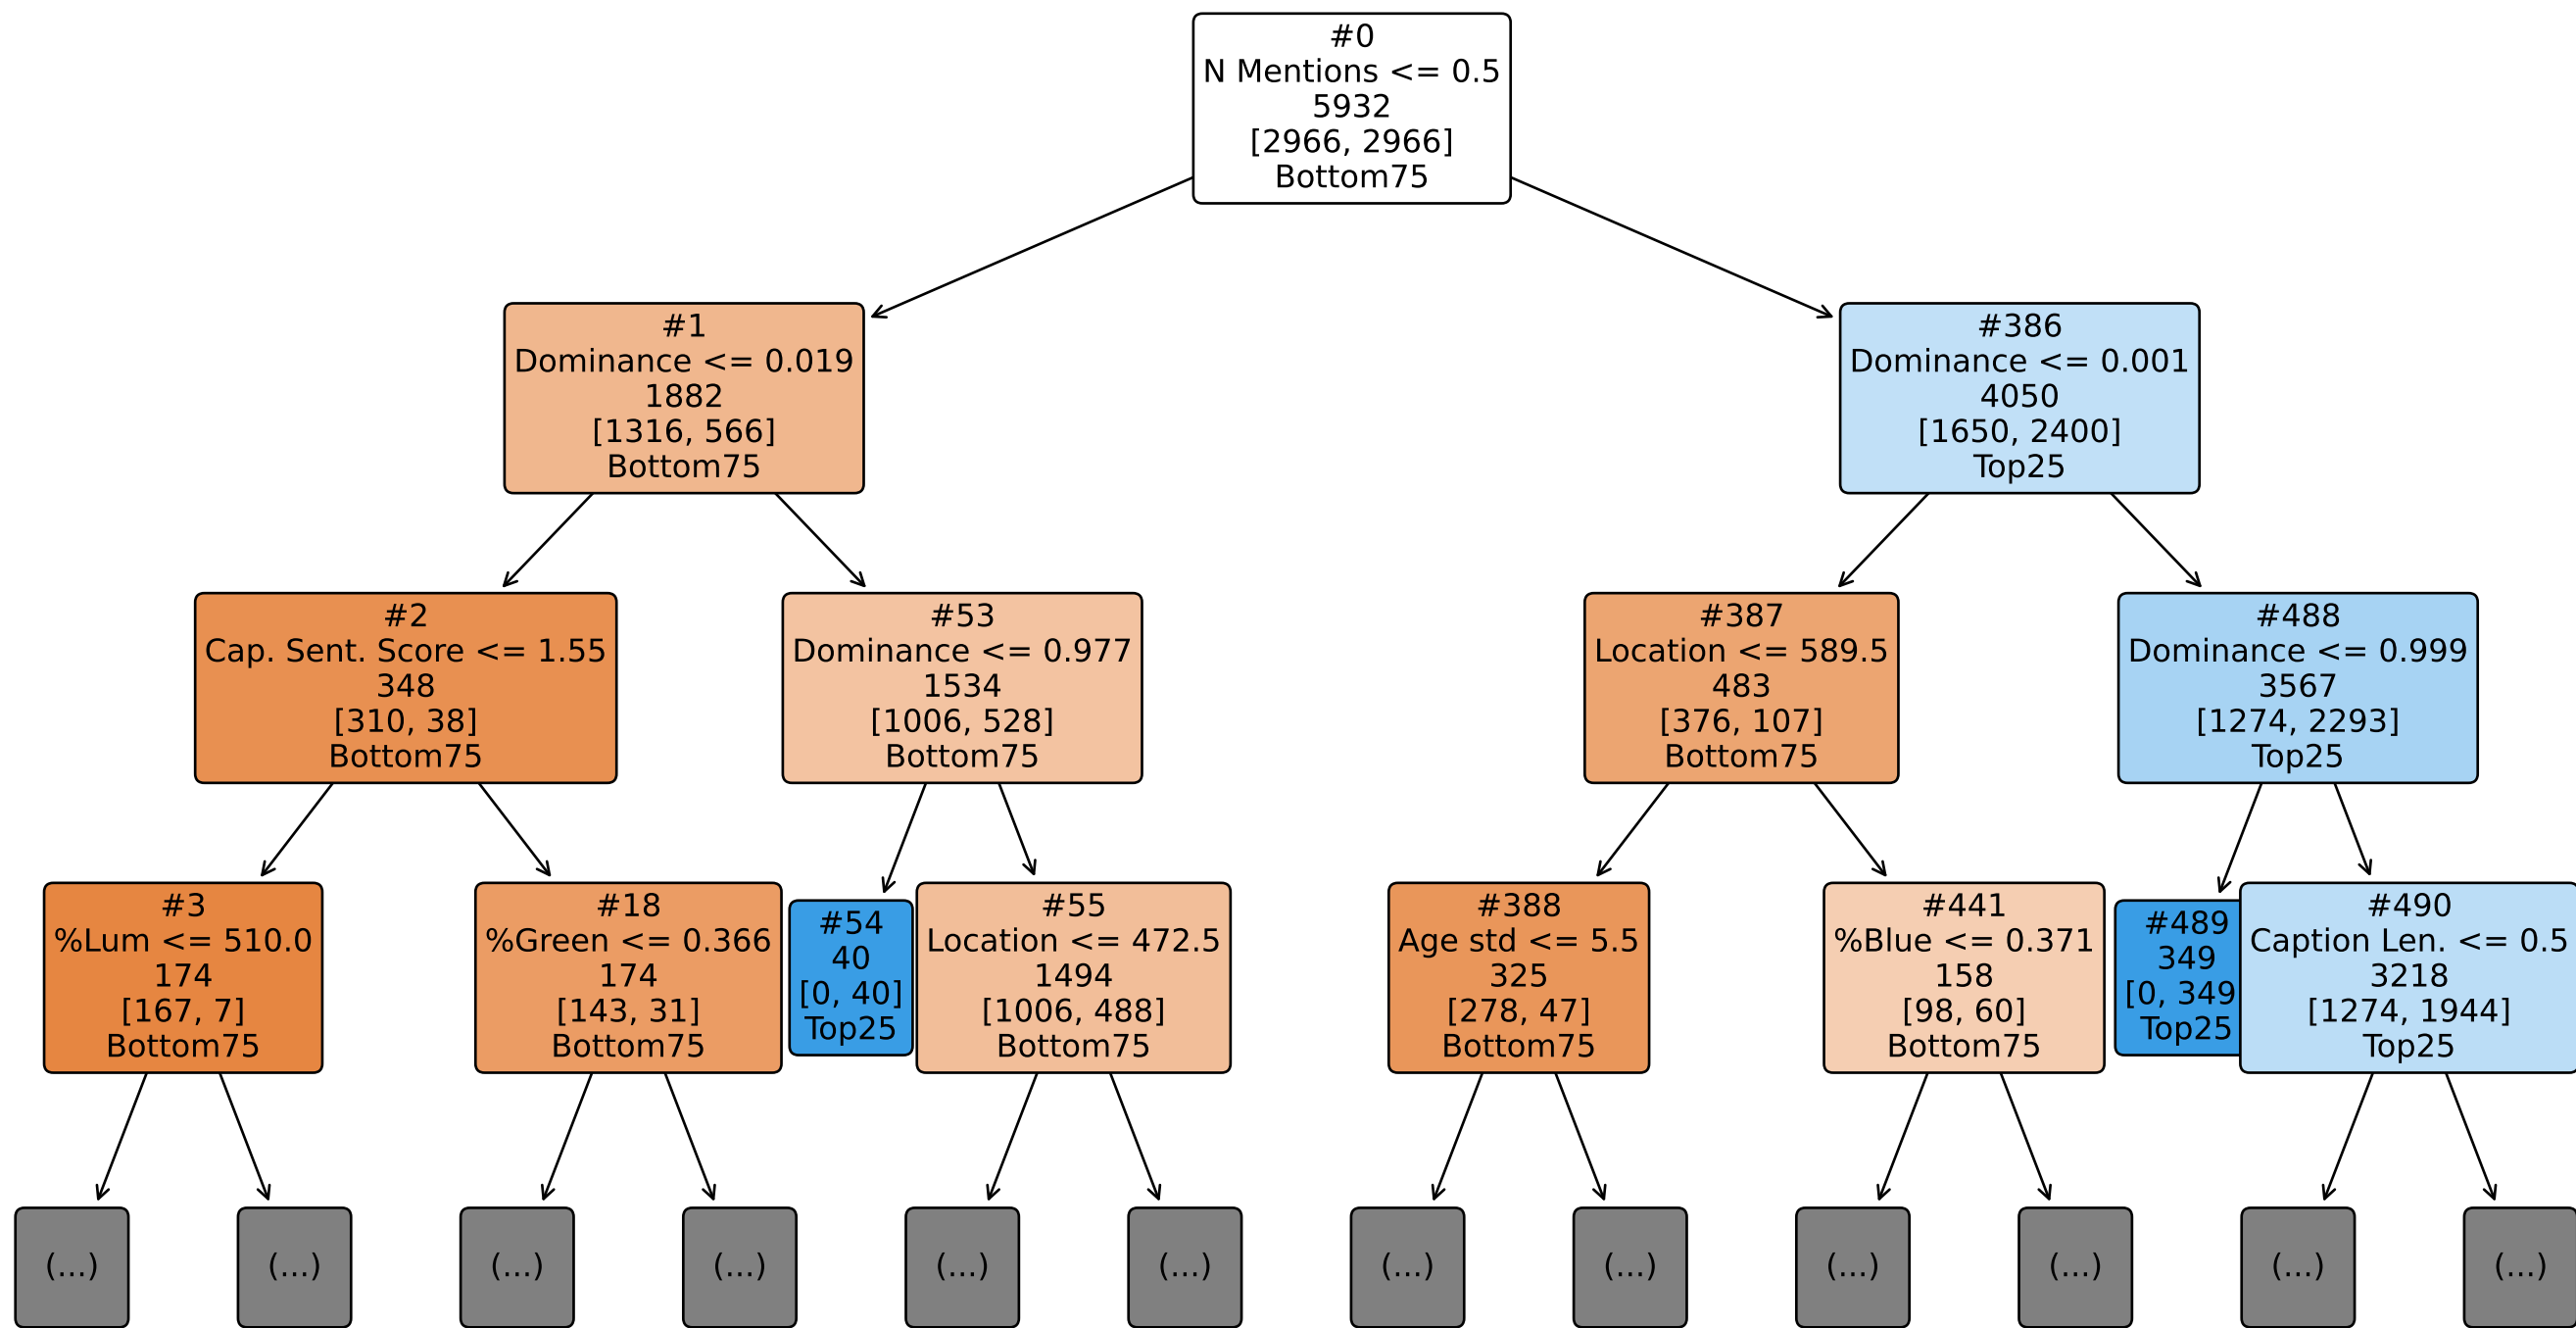 #0
N Mentions <= 0.5
5932
[2966, 2966]
Bottom75
#1
Dominance <= 0.019
1882
[1316, 566]
Bottom75
#386
Dominance <= 0.001
4050
[1650, 2400]
Top25
#2
Cap. Sent. Score <= 1.55
348
[310, 38]
Bottom75
#53
Dominance <= 0.977
1534
[1006, 528]
Bottom75
#387
Location <= 589.5
483
[376, 107]
Bottom75
#488
Dominance <= 0.999
3567
[1274, 2293]
Top25
#3
%Lum <= 510.0
174
[167, 7]
Bottom75
#18
%Green <= 0.366
174
[143, 31]
Bottom75
#54
40
[0, 40]
Top25
#55
Location <= 472.5
1494
[1006, 488]
Bottom75
#388
Age std <= 5.5
325
[278, 47]
Bottom75
#441
%Blue <= 0.371
158
[98, 60]
Bottom75
#489
349
[0, 349
Top25
#490
Caption Len. <= 0.5
3218
[1274, 1944]
Top25
(...)
(...)
(...)
(...)
(...)
(...)
(...)
(...)
(...)
(...)
(...)
(...)